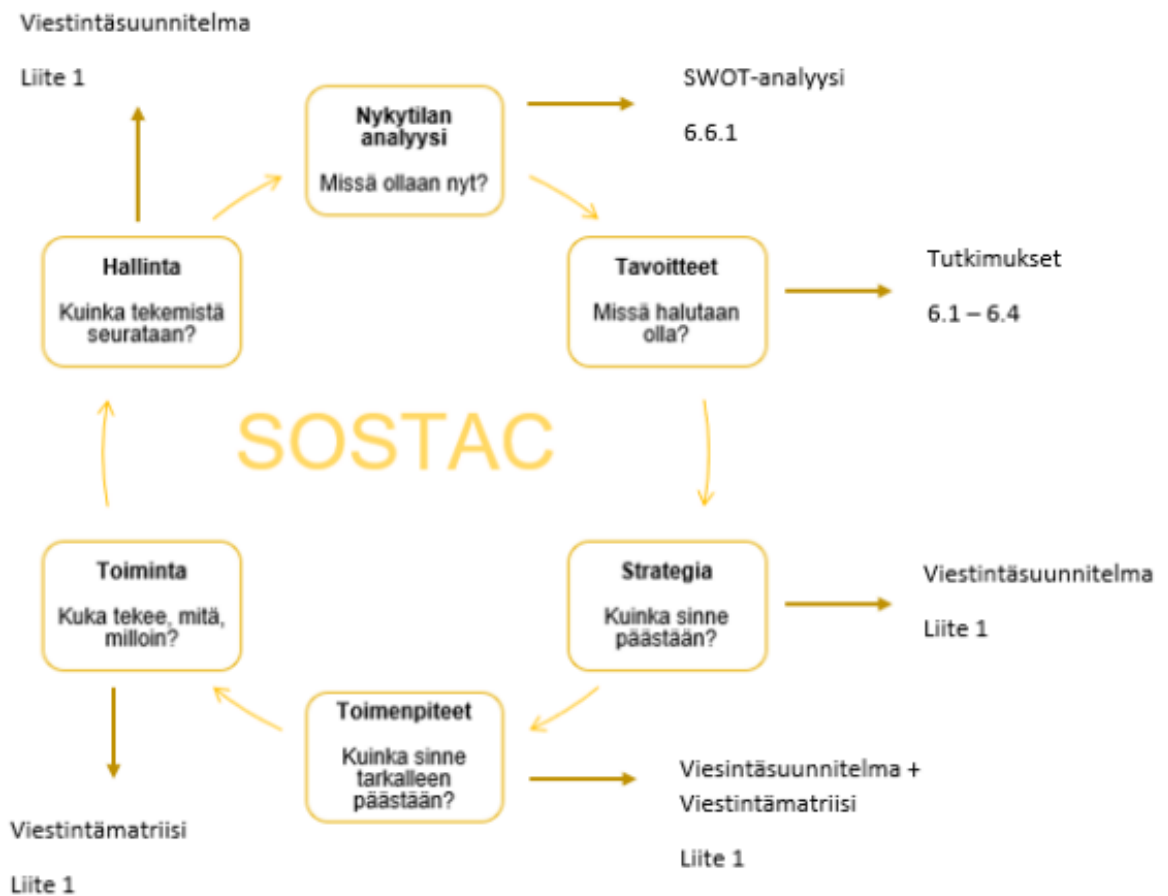 Viestintäsuunnitelma
Liite 1
Nykytilan
analyysi
Missä ollaan nyt?
SWOT-analyysi
6.6.1
Hallinta
Kuinka tekemistä
seurataan?
Tavoitteet
Missä halutaan
olla?
Tutkimukset
6.1 – 6.4
SOSTAC
Toiminta
Kuka tekee, mitä,
milloin?
Strategia
Kuinka sinne
päästään?
Viestintäsuunnitelma
Liite 1
Toimenpiteet
Kuinka sinne
tarkalleen
päästään?
Viesintäsuunnitelma +
Viestintämatriisi
Liite 1
Viestintämatriisi
Liite 1